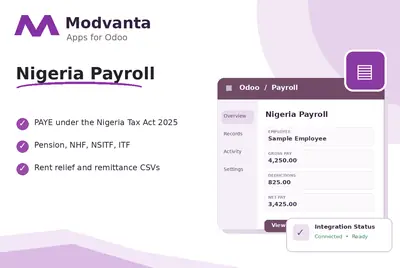 Modvanta
Apps for Odoo
Nigeria Payroll
PAYE under the Nigeria Tax Act 2025
Pension, NHF, NSITF, ITF
Rent relief and remittance CSVs
Odoo / Payroll
Overview
Records
Activity
Settings
Nigeria Payroll
EMPLOYEE
Sample Employee
GROSS PAY
4,250.00
DEDUCTIONS
825.00
NET PAY
3,425.00
View
Integration Status
Connected • Ready